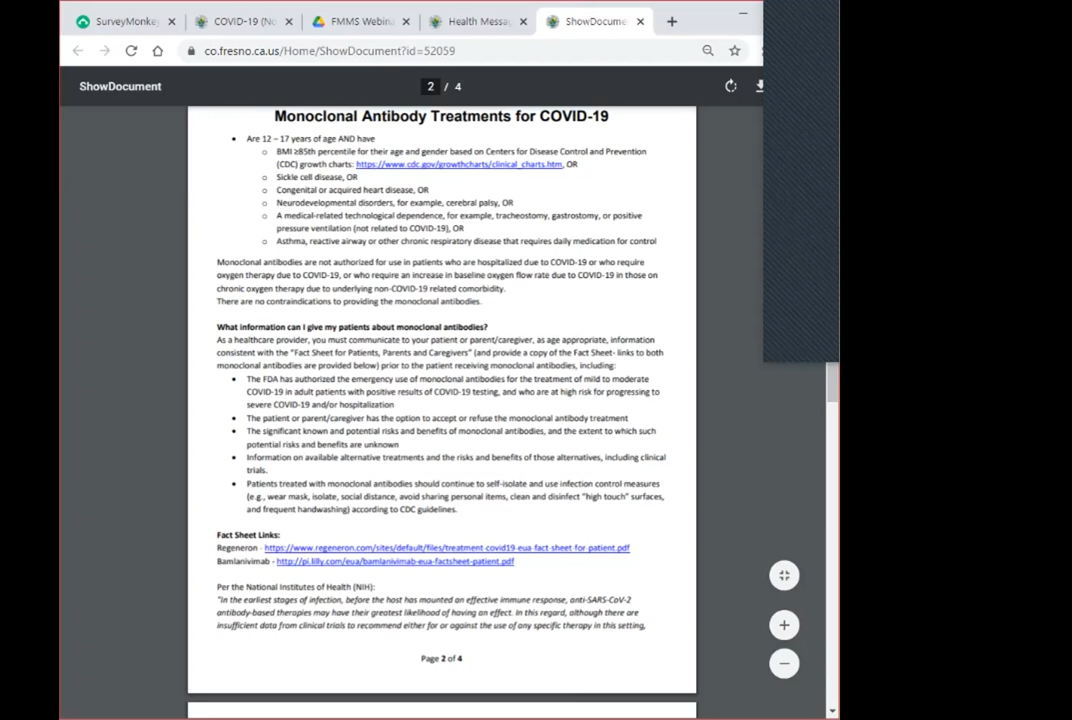 SurveyMonkey
COVID-19 (No
FMMS Webina
Health Messag
ShowDocume
co.fresno.ca.us/Home/ShowDocument?id=52059
ShowDocument
2 / 4
Monoclonal Antibody Treatments for COVID-19
• Are 12 – 17 years of age AND have
o BMI ≥85th percentile for their age and gender based on Centers for Disease Control and Prevention
(CDC) growth charts: https://www.cdc.gov/growthcharts/clinical_charts.htm, OR
o Sickle cell disease, OR
o Congenital or acquired heart disease, OR
o Neurodevelopmental disorders, for example, cerebral palsy, OR
o A medical-related technological dependence, for example, tracheostomy, gastrostomy, or positive
pressure ventilation (not related to COVID-19), OR
o Asthma, reactive airway or other chronic respiratory disease that requires daily medication for control
Monoclonal antibodies are not authorized for use in patients who are hospitalized due to COVID-19 or who require
oxygen therapy due to COVID-19, or who require an increase in baseline oxygen flow rate due to COVID-19 in those on
chronic oxygen therapy due to underlying non-COVID-19 related comorbidity.
There are no contraindications to providing the monoclonal antibodies.
What information can I give my patients about monoclonal antibodies?
As a healthcare provider, you must communicate to your patient or parent/caregiver, as age appropriate, information
consistent with the "Fact Sheet for Patients, Parents and Caregivers" (and provide a copy of the Fact Sheet- links to both
monoclonal antibodies are provided below) prior to the patient receiving monoclonal antibodies, including:
• The FDA has authorized the emergency use of monoclonal antibodies for the treatment of mild to moderate
COVID-19 in adult patients with positive results of COVID-19 testing, and who are at high risk for progressing to
severe COVID-19 and/or hospitalization
• The patient or parent/caregiver has the option to accept or refuse the monoclonal antibody treatment
• The significant known and potential risks and benefits of monoclonal antibodies, and the extent to which such
potential risks and benefits are unknown
• Information on available alternative treatments and the risks and benefits of those alternatives, including clinical
trials.
• Patients treated with monoclonal antibodies should continue to self-isolate and use infection control measures
(e.g., wear mask, isolate, social distance, avoid sharing personal items, clean and disinfect "high touch" surfaces,
and frequent handwashing) according to CDC guidelines.
Fact Sheet Links:
Regeneron - https://www.regeneron.com/sites/default/files/treatment-covid19-eua-fact-sheet-for-patient.pdf
Bamlanivimab - http://pi.lilly.com/eua/bamlanivimab-eua-factsheet-patient.pdf
Per the National Institutes of Health (NIH):
"In the earliest stages of infection, before the host has mounted an effective immune response, anti-SARS-CoV-2
antibody-based therapies may have their greatest likelihood of having an effect. In this regard, although there are
insufficient data from clinical trials to recommend either for or against the use of any specific therapy in this setting,
Page 2 of 4